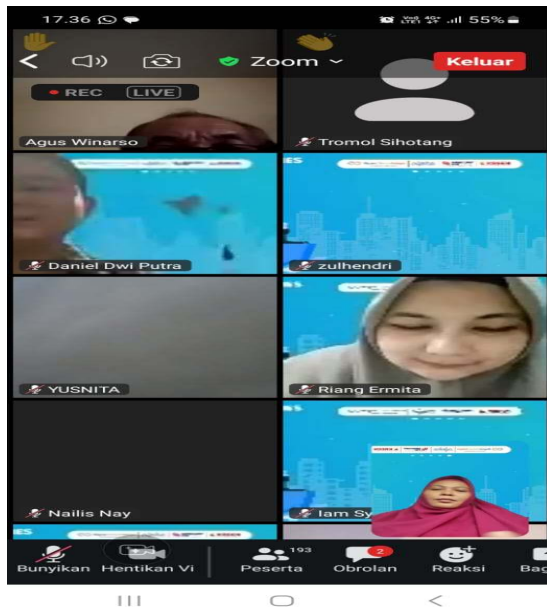 17.36
55%
Zoom
Keluar
REC LIVE
Agus Winarso
Tromol Sihotang
Daniel Dwi Putra
zulhendri
YUSNITA
Riang Ermita
Nailis Nay
Iam Sy
Bunyikan
Hentikan Vi
Peserta
193
Obrolan
2
Reaksi
Bag